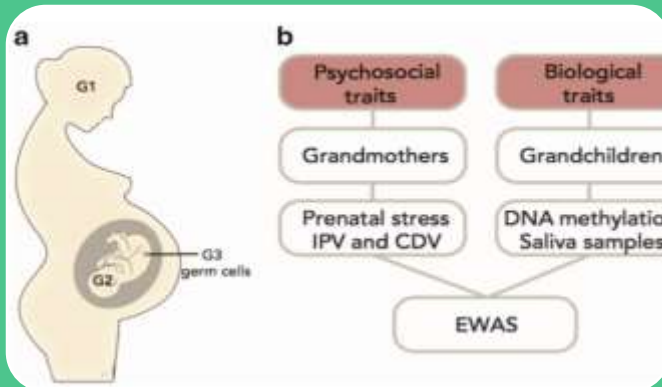 a
G1
G3
germ cells
G2
b
Psychosocial
traits
Biological
traits
Grandmothers
Grandchildren
Prenatal stress
IPV and CDV
DNA methylation
Saliva samples
EWAS